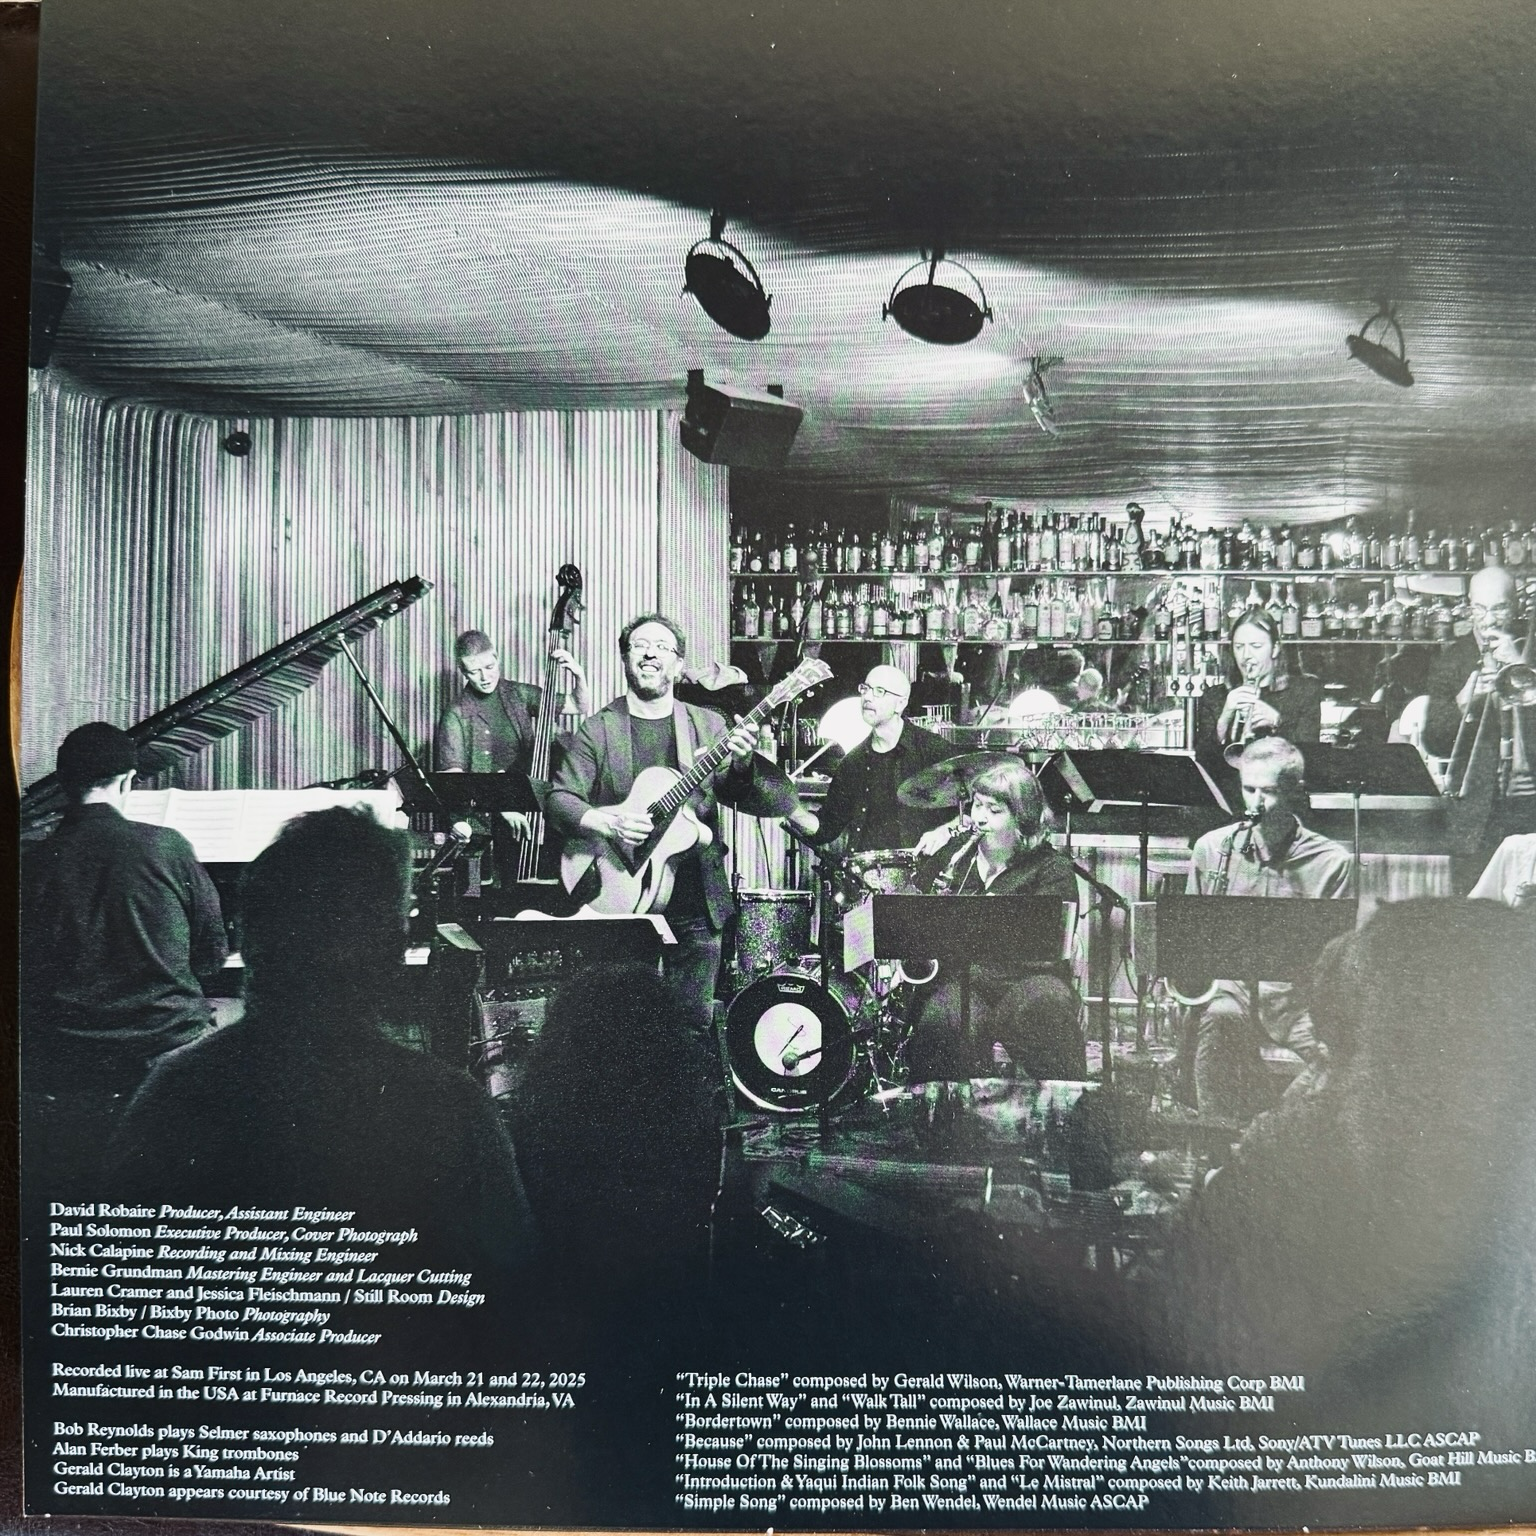 David Robaire Producer, Assistant Engineer
Paul Solomon Executive Producer, Cover Photograph
Nick Calapine Recording and Mixing Engineer
Bernie Grundman Mastering Engineer and Lacquer Cutting
Lauren Cramer and Jessica Fleischmann / Still Room Design
Brian Bixby / Bixby Photo Photography
Christopher Chase Godwin Associate Producer
Recorded live at Sam First in Los Angeles, CA on March 21 and 22, 2025
Manufactured in the USA at Furnace Record Pressing in Alexandria, VA
Bob Reynolds plays Selmer saxophones and D'Addario reeds
Alan Ferber plays King trombones
Gerald Clayton is a Yamaha Artist
Gerald Clayton appears courtesy of Blue Note Records
“Triple Chase” composed by Gerald Wilson, Warner-Tamerlane Publishing Corp BMI
“In A Silent Way” and “Walk Tall” composed by Joe Zawinul, Zawinul Music BMI
“Bordertown” composed by Bennie Wallace, Wallace Music BMI
“Because” composed by John Lennon & Paul McCartney, Northern Songs Ltd, Sony/ATV Tunes LLC ASCAP
“House Of The Singing Blossoms” and “Blues For Wandering Angels”composed by Anthony Wilson, Goat Hill Music
“Introduction & Yaqui Indian Folk Song” and “Le Mistral” composed by Keith Jarrett, Kundalini Music BMI
“Simple Song” composed by Ben Wendel, Wendel Music ASCAP